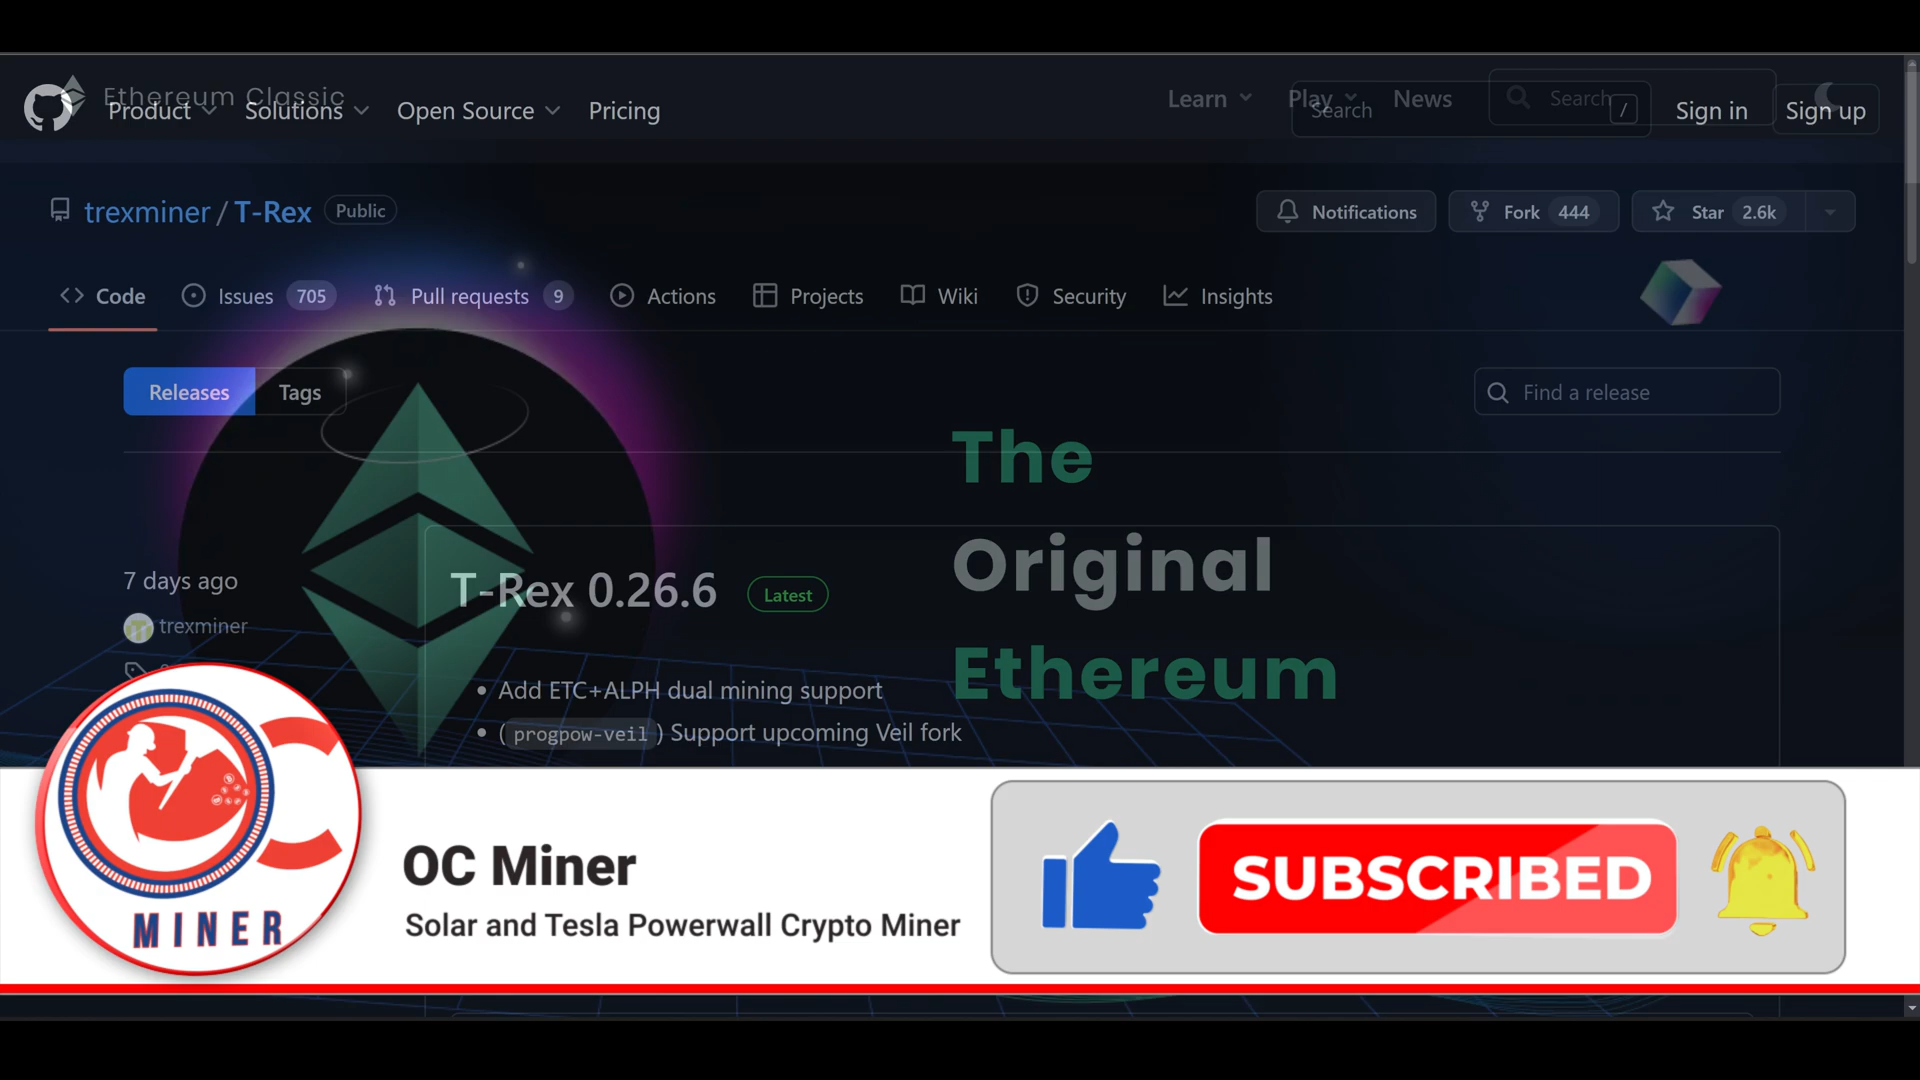 Ethereum Classic
Product
Solutions
Open Source
Pricing
Learn
Play
News
Search
Search
/
Sign in
Sign up
trexminer / T-Rex
Public
Notifications
Fork 444
Star 2.6k
Code
Issues 705
Pull requests 9
Actions
Projects
Wiki
Security
Insights
Releases
Tags
Find a release
The
Original
Ethereum
7 days ago
trexminer
T-Rex 0.26.6
Latest
Add ETC+ALPH dual mining support
( progpow-veil ) Support upcoming Veil fork
OC
MINER
OC Miner
Solar and Tesla Powerwall Crypto Miner
SUBSCRIBED